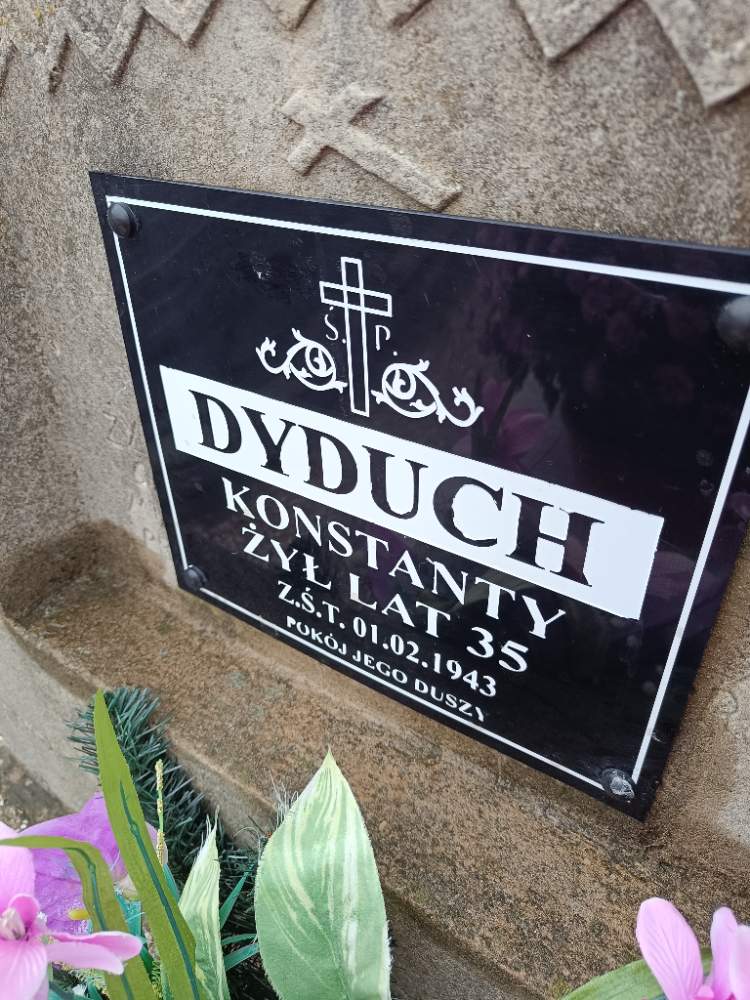 Ś. P.
DYDUCH
KONSTANTY
ŻYŁ LAT 35
Z.Ś.T. 01.02.1943
POKÓJ JEGO DUSZY